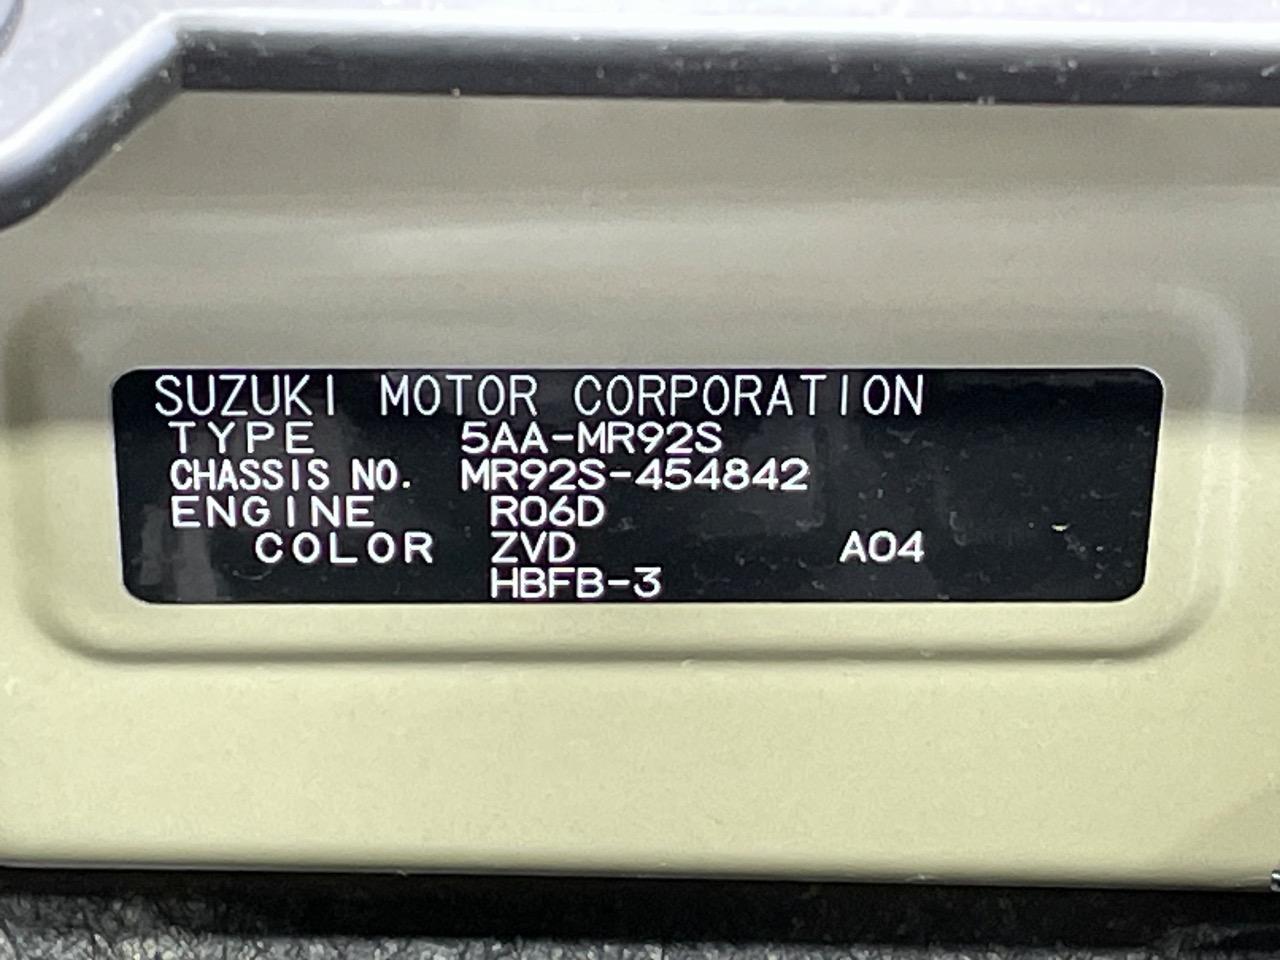 SUZUKI MOTOR CORPORATION
TYPE 5AA-MR92S
CHASSIS NO. MR92S-454842
ENGINE R06D
COLOR ZVD A04
HBFB-3